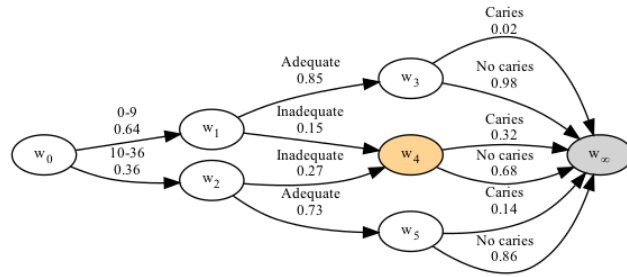 Caries
0.02
Adequate
0.85
w3
No caries
0.98
0-9
0.64
w1
Inadequate
0.15
Caries
0.32
w0
w4
w∞
10-36
0.36
Inadequate
0.27
No caries
0.68
w2
Adequate
0.73
Caries
0.14
w5
No caries
0.86